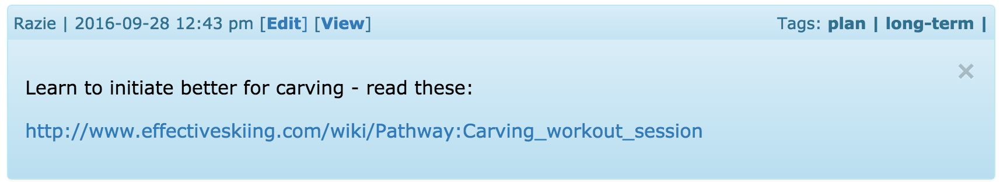 Razie | 2016-09-28 12:43 pm [Edit] [View] Tags: plan | long-term |
×
Learn to initiate better for carving - read these:
http://www.effectiveskiing.com/wiki/Pathway:Carving_workout_session